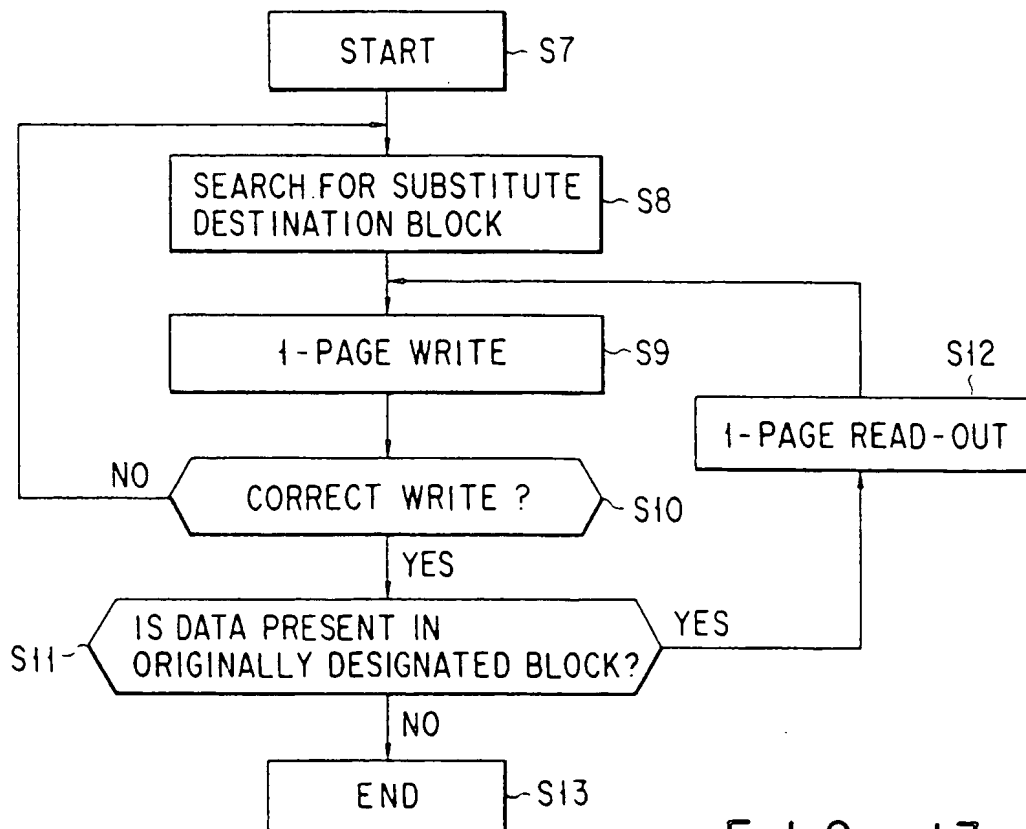 START
S7
SEARCH FOR SUBSTITUTE
DESTINATION BLOCK
S8
1-PAGE WRITE
S9
S12
1-PAGE READ-OUT
NO
CORRECT WRITE ?
S10
YES
IS DATA PRESENT IN
ORIGINALLY DESIGNATED BLOCK?
S11
YES
NO
END
S13